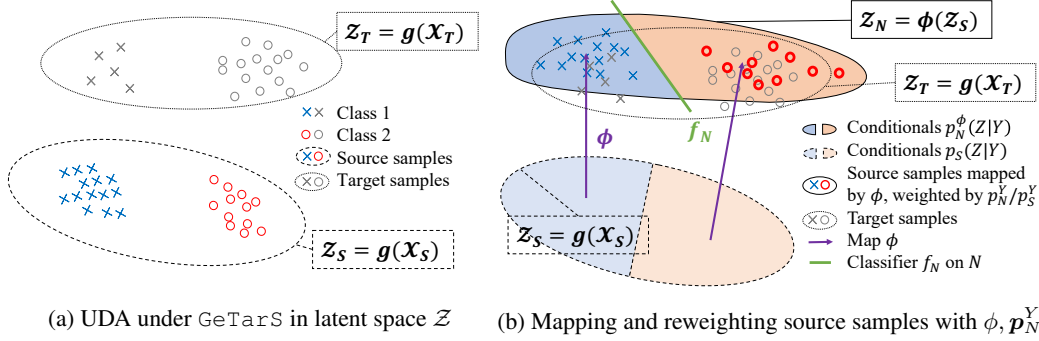 𝒵_T = g(𝒳_T)
Class 1
Class 2
Source samples
Target samples
𝒵_S = g(𝒳_S)
(a) UDA under GeTarS in latent space 𝒵
𝒵_N = ϕ(𝒵_S)
𝒵_T = g(𝒳_T)
ϕ
f_N
𝒵_S = g(𝒳_S)
Conditionals p_N^ϕ(Z|Y)
Conditionals p_S(Z|Y)
Source samples mapped
by ϕ, weighted by p_N^Y/p_S^Y
Target samples
Map ϕ
Classifier f_N on N
(b) Mapping and reweighting source samples with ϕ, p_N^Y